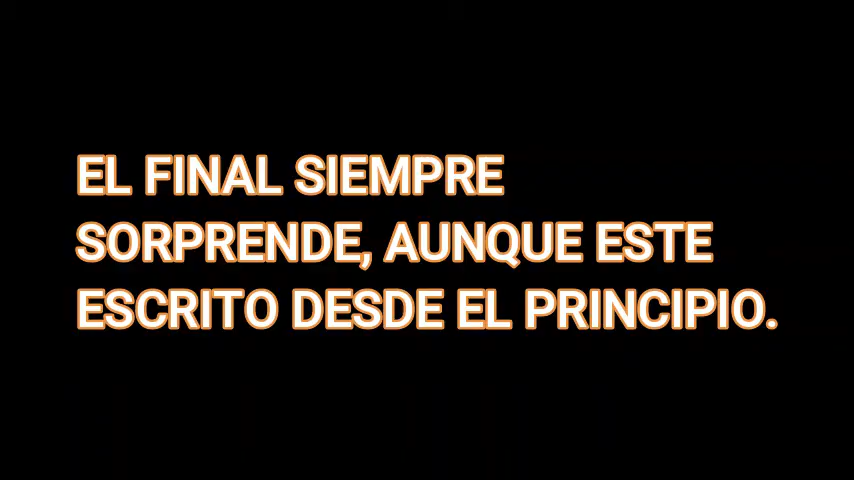 EL FINAL SIEMPRE
SORPRENDE, AUNQUE ESTE
ESCRITO DESDE EL PRINCIPIO.